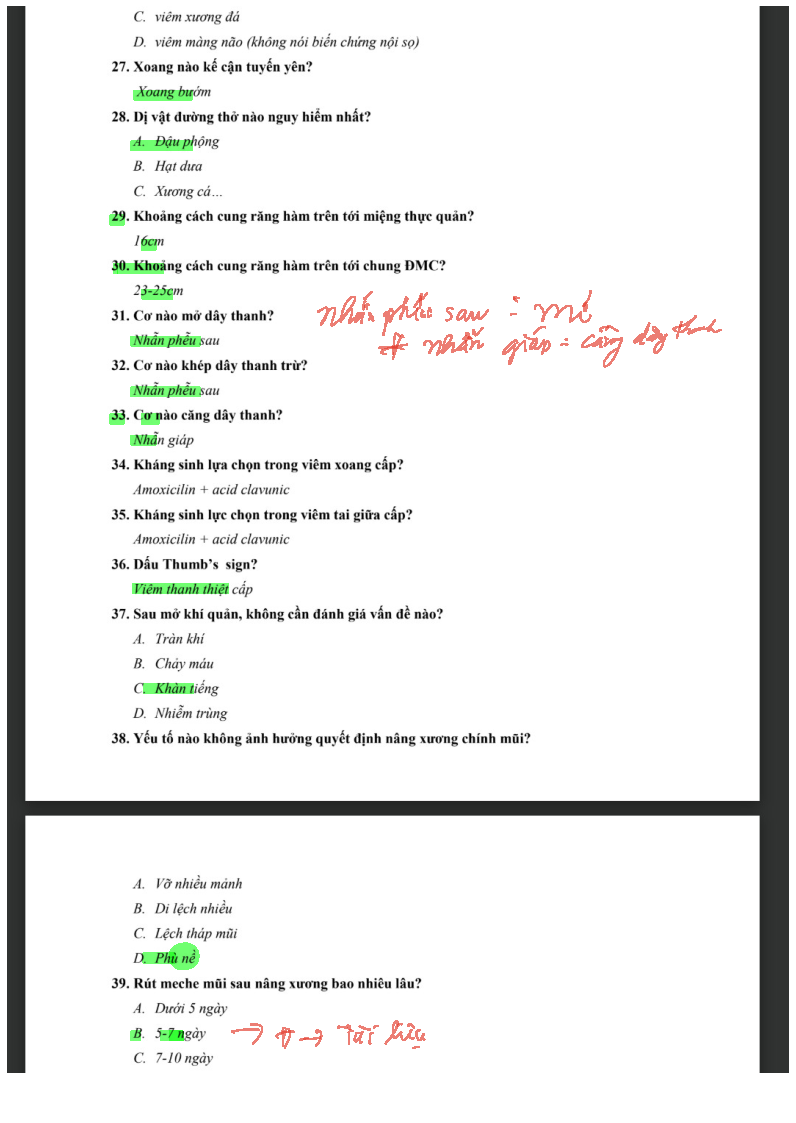 C. viêm xương đá
D. viêm màng não (không nói biến chứng nội sọ)
27. Xoang nào kế cận tuyến yên?
Xoang bướm
28. Dị vật đường thở nào nguy hiểm nhất?
A. Đậu phộng
B. Hạt dưa
C. Xương cá…
29. Khoảng cách cung răng hàm trên tới miệng thực quản?
16cm
30. Khoảng cách cung răng hàm trên tới chung ĐMC?
23-25cm
31. Cơ nào mở dây thanh?
nhẫn phễu sau = mở
Nhẫn phễu sau
nhẫn giáp = căng dây thanh
32. Cơ nào khép dây thanh trừ?
Nhẫn phễu sau
33. Cơ nào căng dây thanh?
Nhẫn giáp
34. Kháng sinh lựa chọn trong viêm xoang cấp?
Amoxicilin + acid clavunic
35. Kháng sinh lực chọn trong viêm tai giữa cấp?
Amoxicilin + acid clavunic
36. Dấu Thumb's sign?
Viêm thanh thiệt cấp
37. Sau mở khí quản, không cần đánh giá vấn đề nào?
A. Tràn khí
B. Chảy máu
C. Khàn tiếng
D. Nhiễm trùng
38. Yếu tố nào không ảnh hưởng quyết định nâng xương chính mũi?
A. Vỡ nhiều mảnh
B. Di lệch nhiều
C. Lệch tháp mũi
D. Phù nề
39. Rút meche mũi sau nâng xương bao nhiêu lâu?
A. Dưới 5 ngày
B. 5-7 ngày → → tài liệu
C. 7-10 ngày